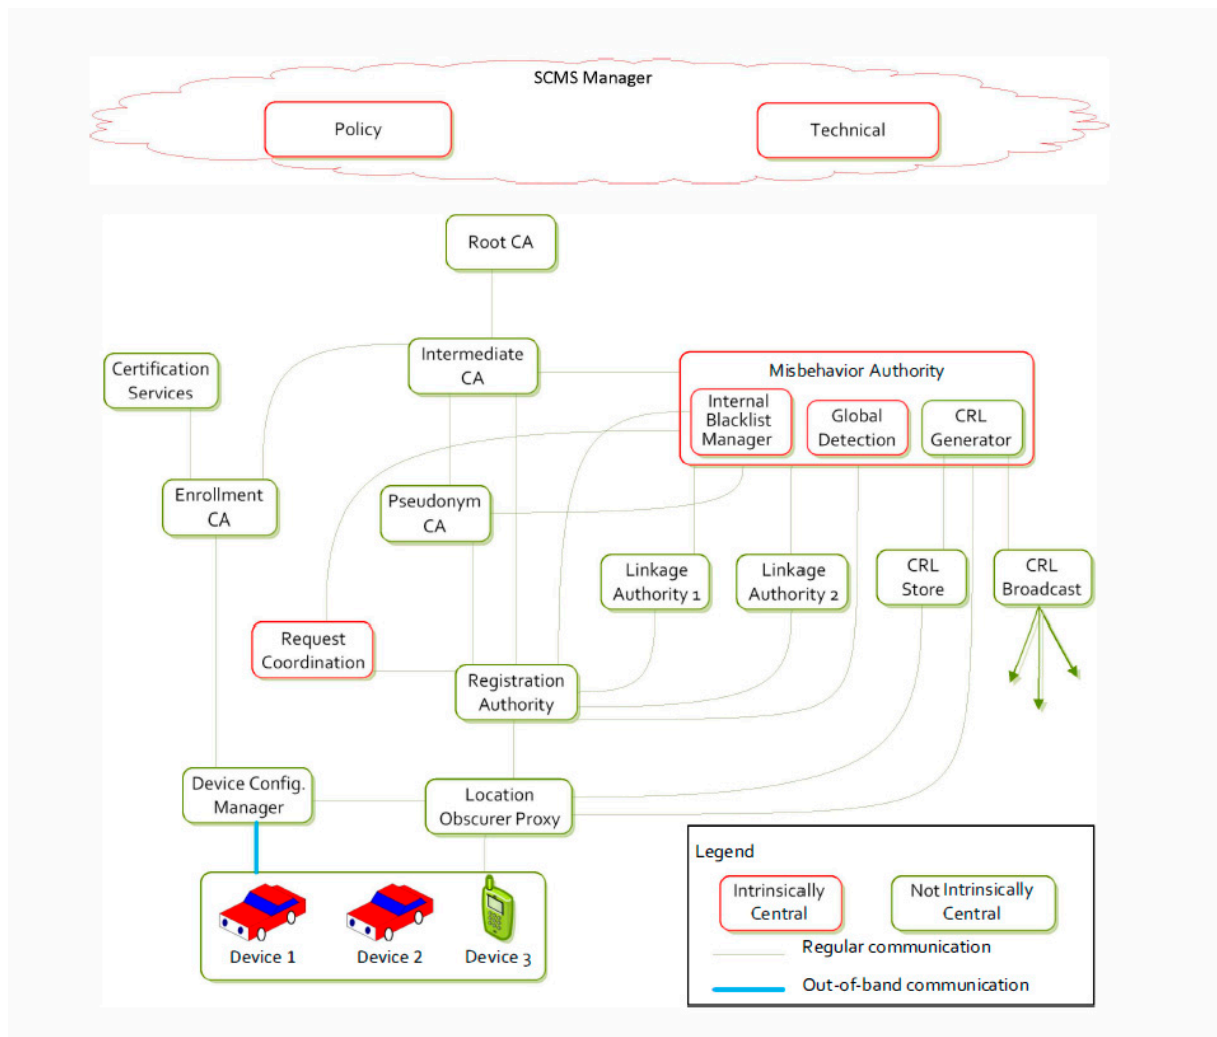 SCMS Manager
Policy
Technical
Root CA
Intermediate
CA
Certification
Services
Misbehavior Authority
Internal
Blacklist
Manager
Global
Detection
CRL
Generator
Enrollment
CA
Pseudonym
CA
Linkage
Authority 1
Linkage
Authority 2
CRL
Store
CRL
Broadcast
Request
Coordination
Registration
Authority
Device Config.
Manager
Location
Obscurer Proxy
Device 1
Device 2
Device 3
Legend
Intrinsically
Central
Not Intrinsically
Central
Regular communication
Out-of-band communication